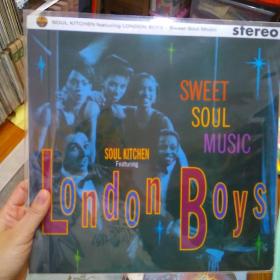 SOUL KITCHEN featuring LONDON BOYS - Sweet Soul Music
stereo
SWEET
SOUL
MUSIC
SOUL KITCHEN
Featuring
London Boys